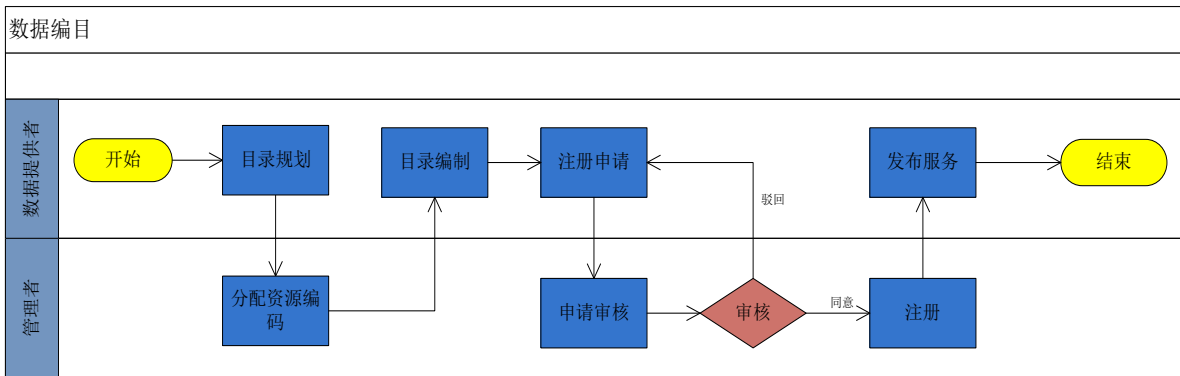 数据编目
数据提供者
开始
目录规划
目录编制
注册申请
发布服务
结束
驳回
管理者
分配资源编
码
申请审核
审核
同意
注册